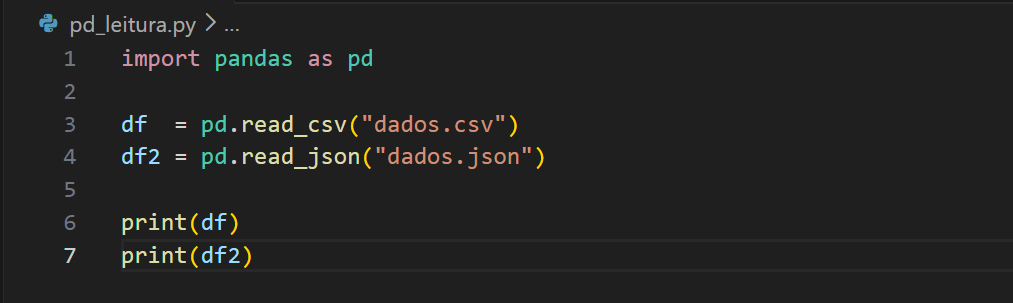 pd_leitura.py > ...
1 import pandas as pd
2
3 df  = pd.read_csv("dados.csv")
4 df2 = pd.read_json("dados.json")
5
6 print(df)
7 print(df2)